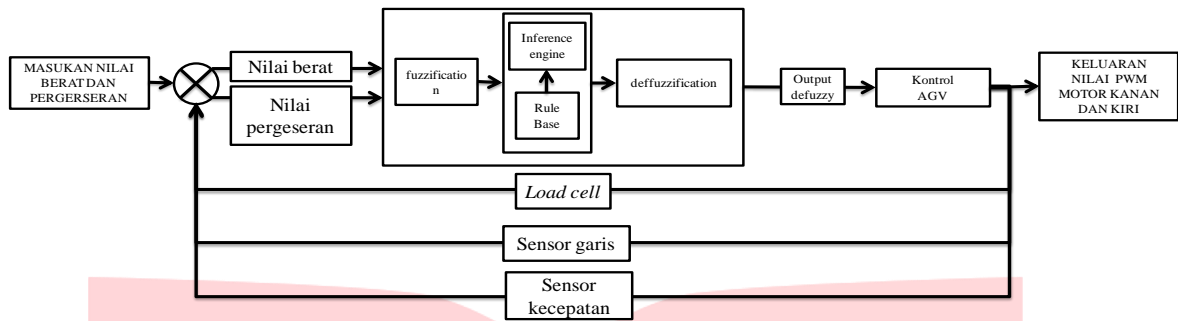 MASUKAN NILAI
BERAT DAN
PERGERSERAN
Nilai berat
Nilai
pergeseran
fuzzificatio
n
Inference
engine
Rule
Base
deffuzzification
Output
defuzzy
Kontrol
AGV
KELUARAN
NILAI PWM
MOTOR KANAN
DAN KIRI
Load cell
Sensor garis
Sensor
kecepatan